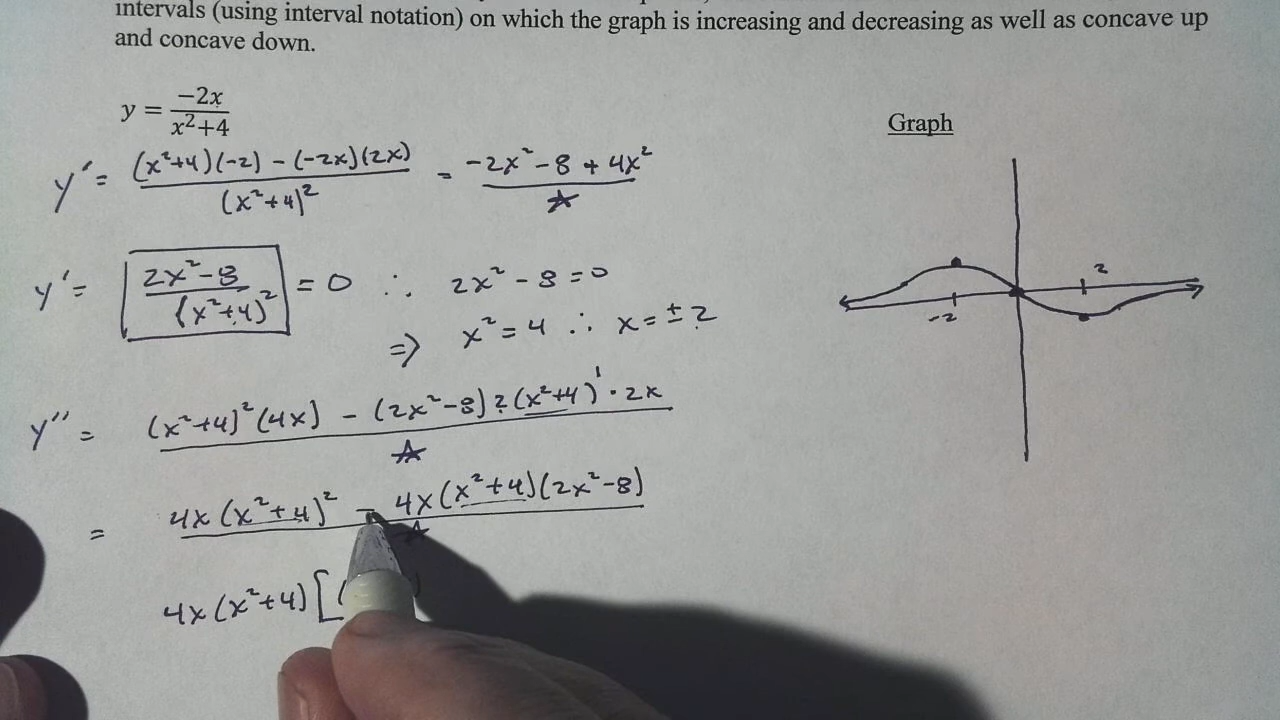 intervals (using interval notation) on which the graph is increasing and decreasing as well as concave up
and concave down.
y = -2x / x²+4
Graph
y' = (x²+4)(-2) - (-2x)(2x) / (x²+4)² = -2x² - 8 + 4x² / ☆
y' = 2x²-8 / (x²+4)² = 0 ∴ 2x² - 8 = 0
⇒ x² = 4 ∴ x = ± 2
-2 2
y'' = (x²+4)²(4x) - (2x²-8)2(x²+4)¹·2x / ☆
= 4x(x²+4)² - 4x(x²+4)(2x²-8) / ☆
4x(x²+4)[(